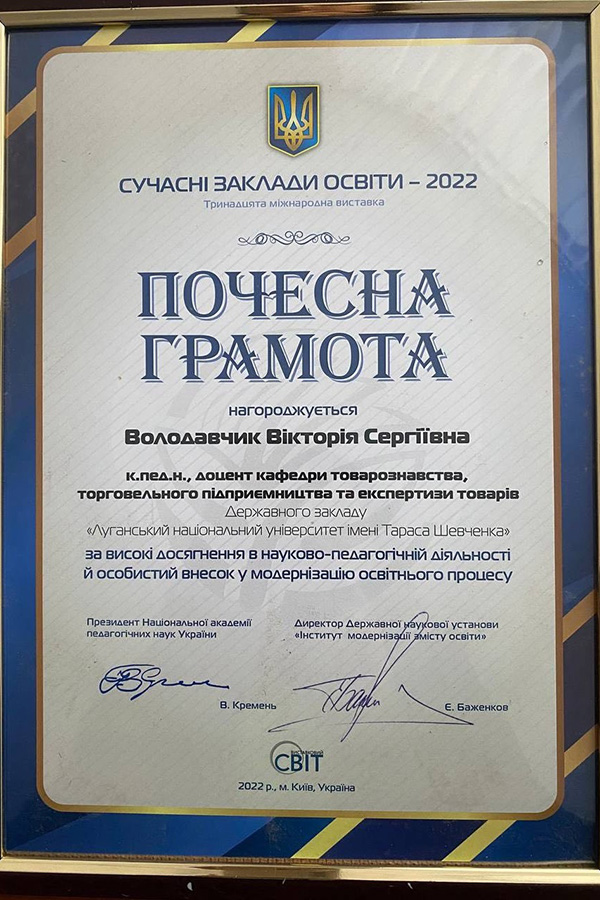 СУЧАСНІ ЗАКЛАДИ ОСВІТИ – 2022
Тринадцята міжнародна виставка
ПОЧЕСНА
ГРАМОТА
нагороджується
Володавчик Вікторія Сергіївна
к.пед.н., доцент кафедри товарознавства,
торговельного підприємництва та експертизи товарів
Державного закладу
«Луганський національний університет імені Тараса Шевченка»
за високі досягнення в науково-педагогічній діяльності
й особистий внесок у модернізацію освітнього процесу
Президент Національної академії
педагогічних наук України
В. Кремень
Директор Державної наукової установи
«Інститут модернізації змісту освіти»
Є. Баженков
ВИСТАВКОВИЙ
СВІТ
2022 р., м. Київ, Україна